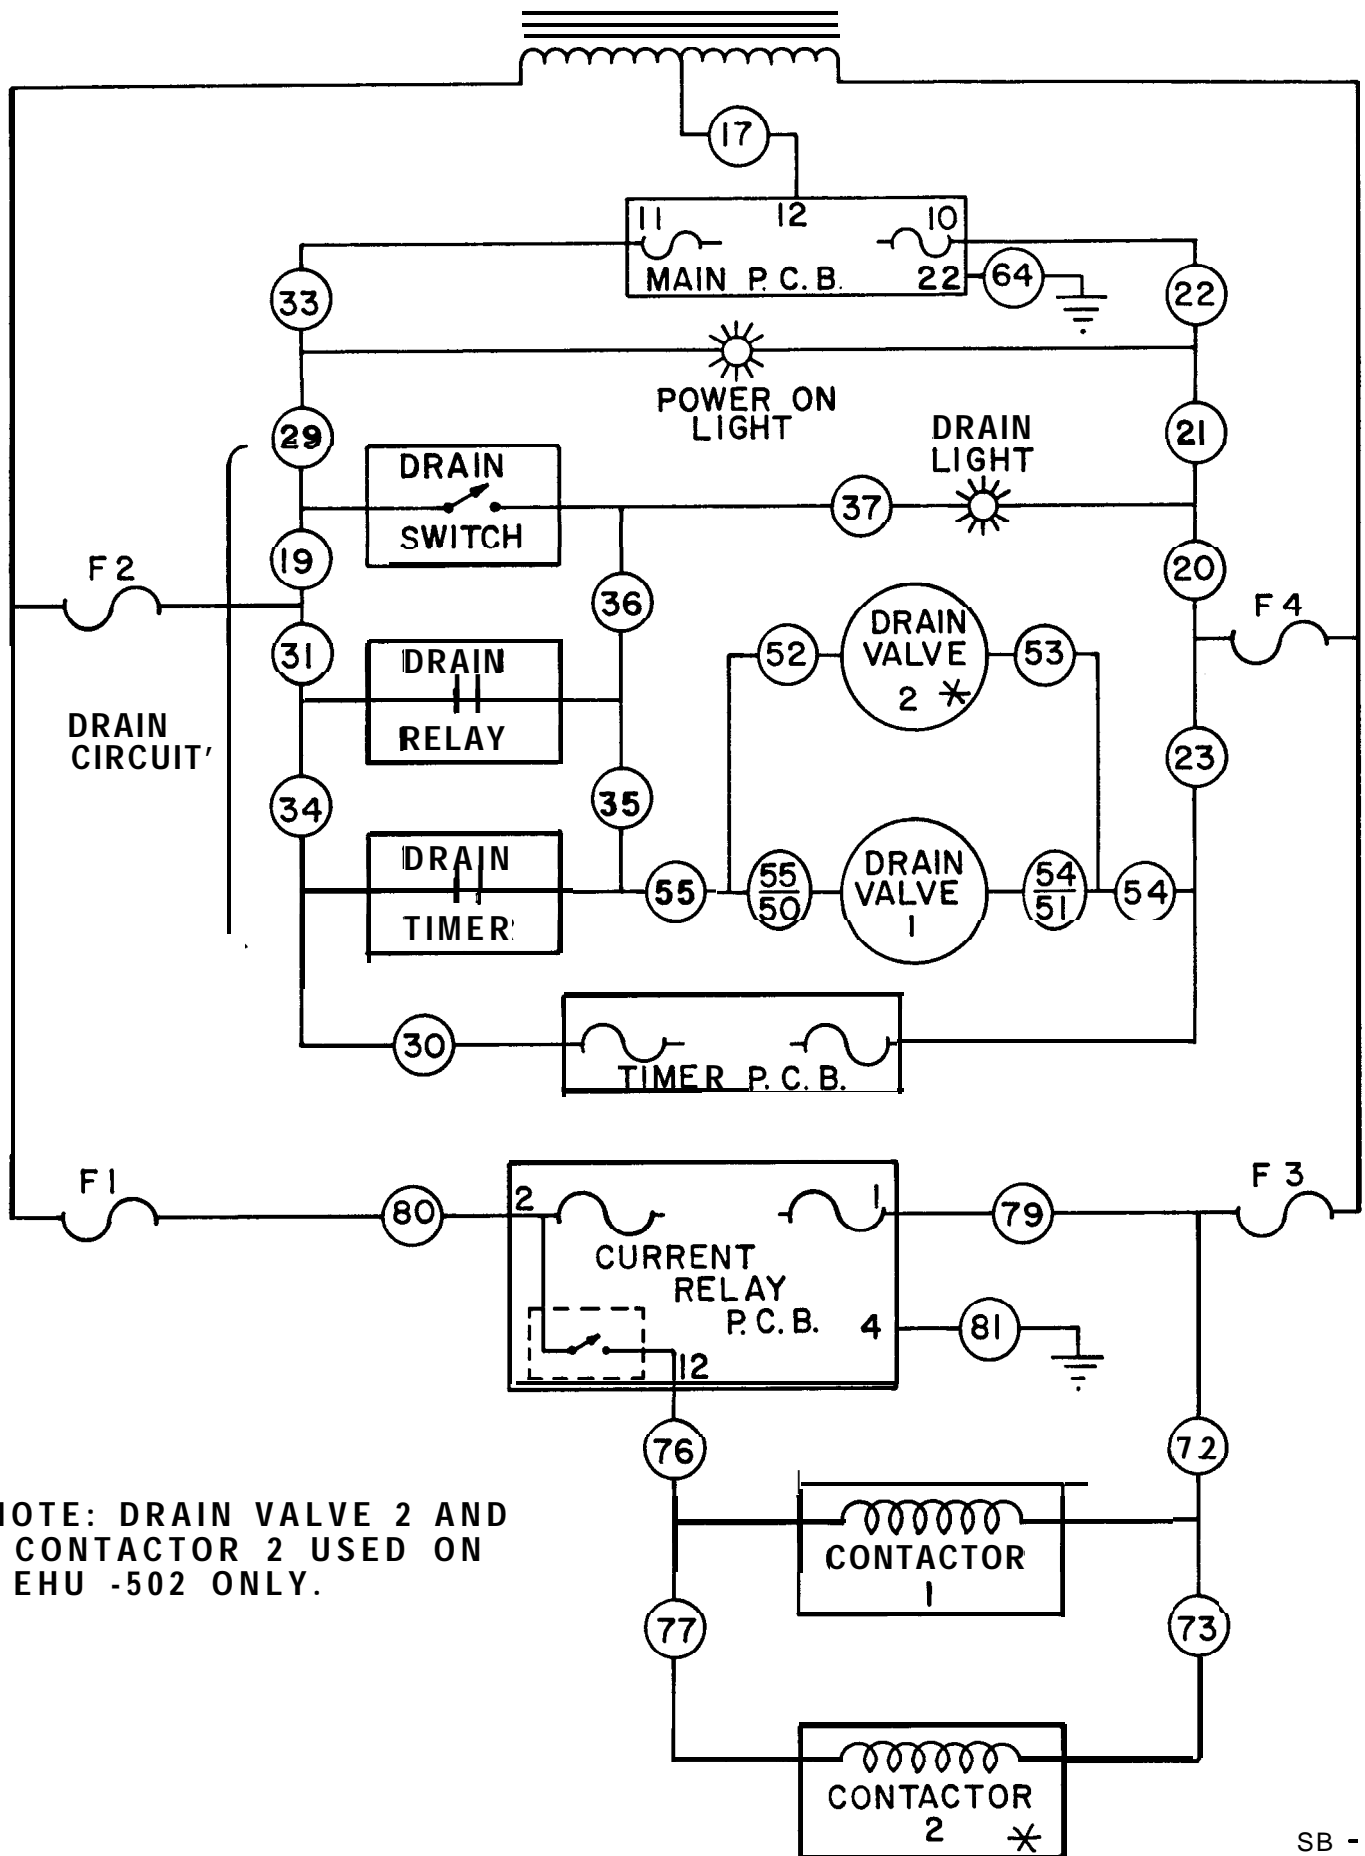 17
11 12 10
MAIN P.C.B. 22 64
33 22
POWER ON
LIGHT
29 21
DRAIN
LIGHT
DRAIN
SWITCH
37
19 20
F2
36
F4
31
DRAIN
RELAY
52
DRAIN
VALVE
2 *
53
DRAIN
CIRCUIT'
23
34 35
DRAIN
TIMER
55
55
50
DRAIN
VALVE
1
54
51
54
30
TIMER P.C.B.
F1
80
2 1
CURRENT
RELAY
P.C.B. 4
12
79
F3
81
76 72
CONTACTOR
1
NOTE: DRAIN VALVE 2 AND
CONTACTOR 2 USED ON
EHU -502 ONLY.
77 73
CONTACTOR
2 *
SB -